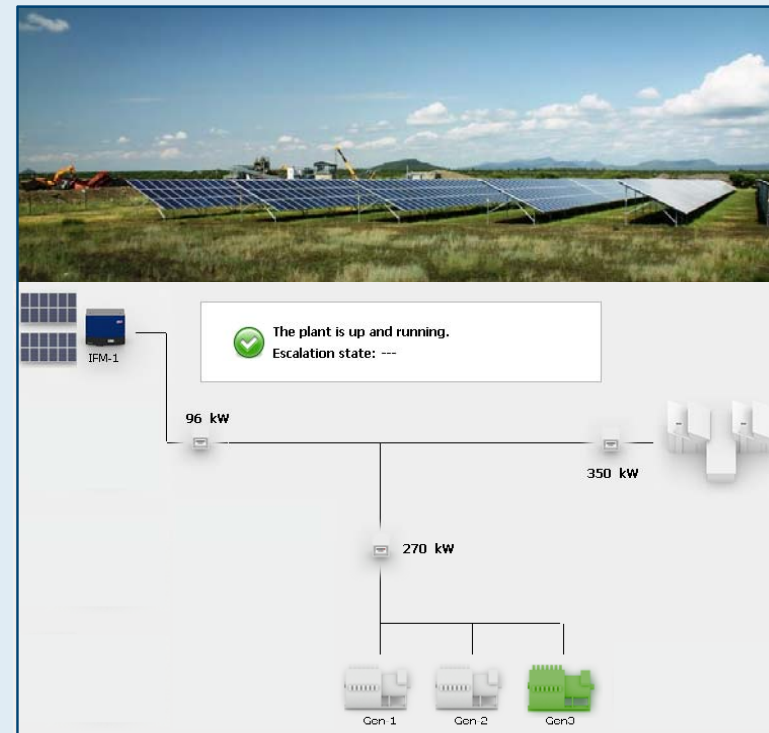 The plant is up and running.
Escalation state: ---
IFM-1
96 kW
350 kW
270 kW
Gen-1
Gen-2
Gen3